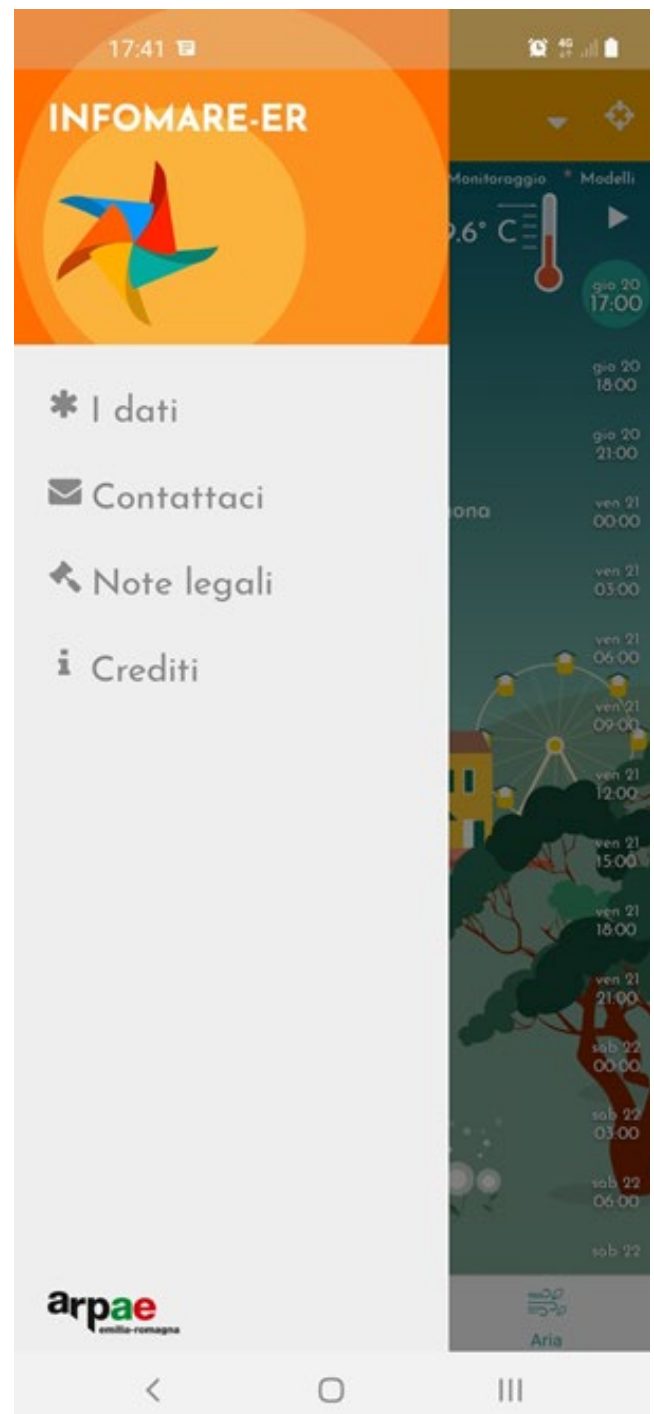 17:41
4G
INFOMARE-ER
Monitoraggio * Modelli
.6° C
gio 20
17:00
gio 20
18:00
I dati
gio 20
21:00
Contattaci
ona
ven 21
00:00
Note legali
ven 21
03:00
Crediti
ven 21
06:00
ven 21
09:00
ven 21
12:00
ven 21
15:00
ven 21
18:00
ven 21
21:00
sab 22
00:00
sab 22
03:00
sab 22
06:00
sab 22
arpae
emilia-romagna
Aria